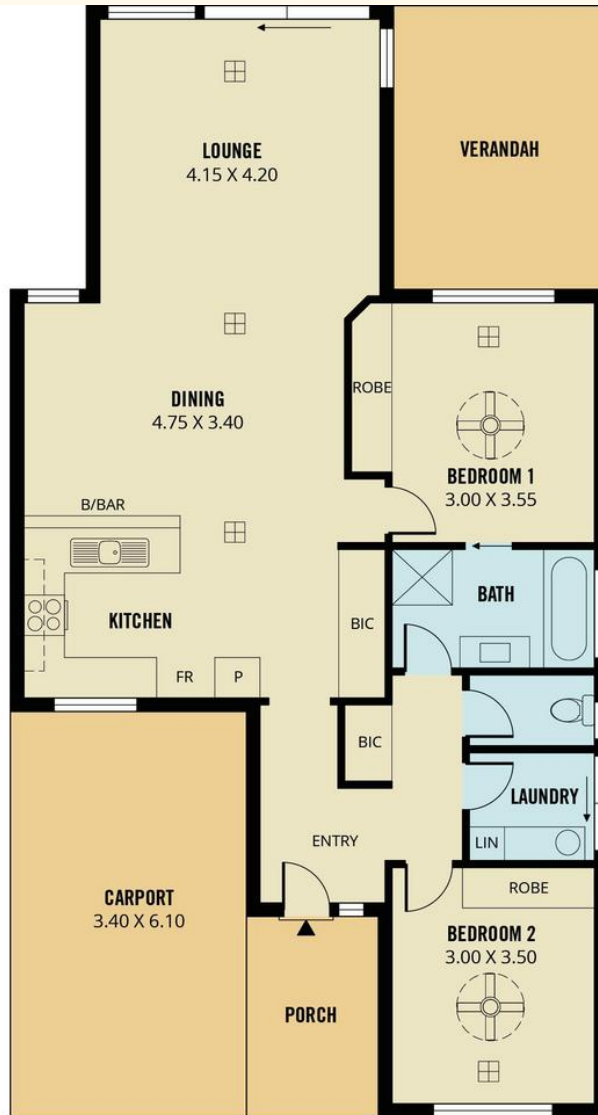 LOUNGE
4.15 X 4.20
VERANDAH
DINING
4.75 X 3.40
ROBE
BEDROOM 1
3.00 X 3.55
B/BAR
KITCHEN
BATH
BIC
FR
P
BIC
LAUNDRY
ENTRY
LIN
CARPORT
3.40 X 6.10
ROBE
BEDROOM 2
3.00 X 3.50
PORCH